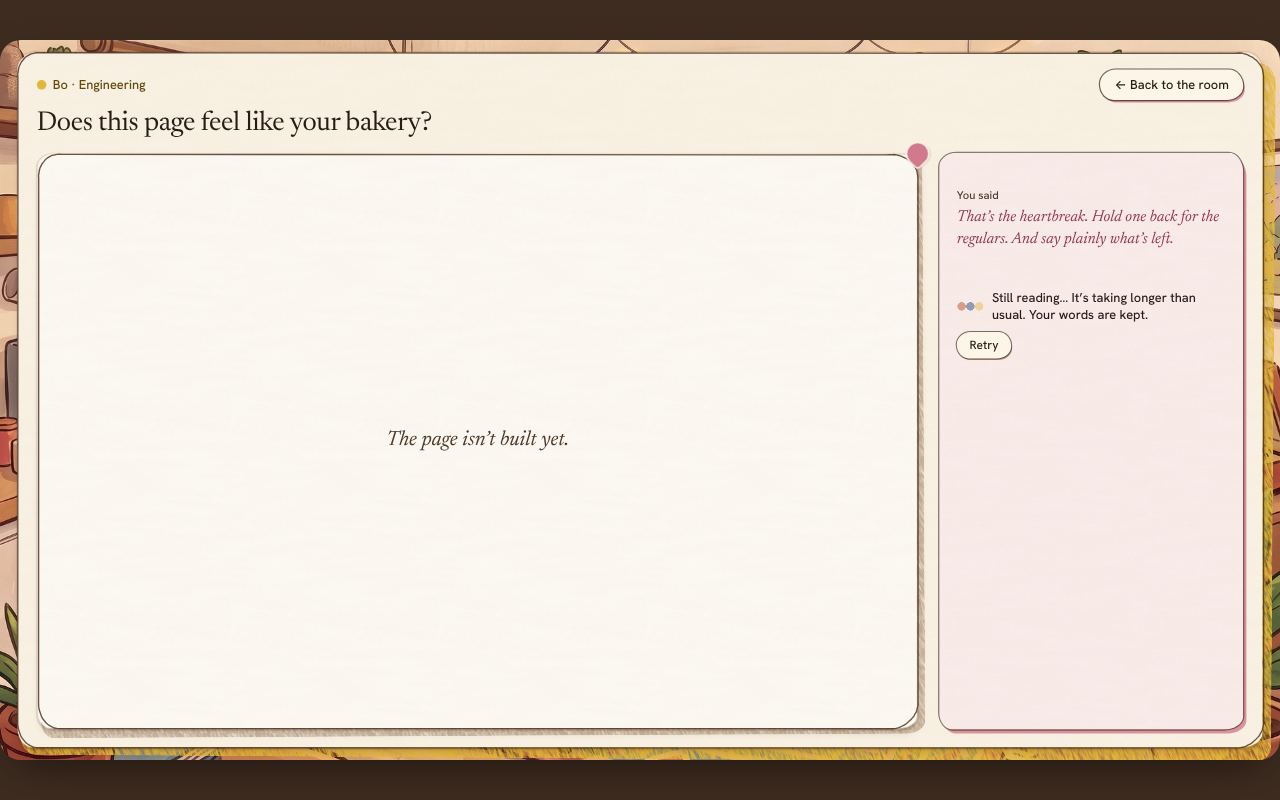 Bo · Engineering
← Back to the room
Does this page feel like your bakery?
The page isn’t built yet.
You said
That’s the heartbreak. Hold one back for the
regulars. And say plainly what’s left.
Still reading… It’s taking longer than
usual. Your words are kept.
Retry